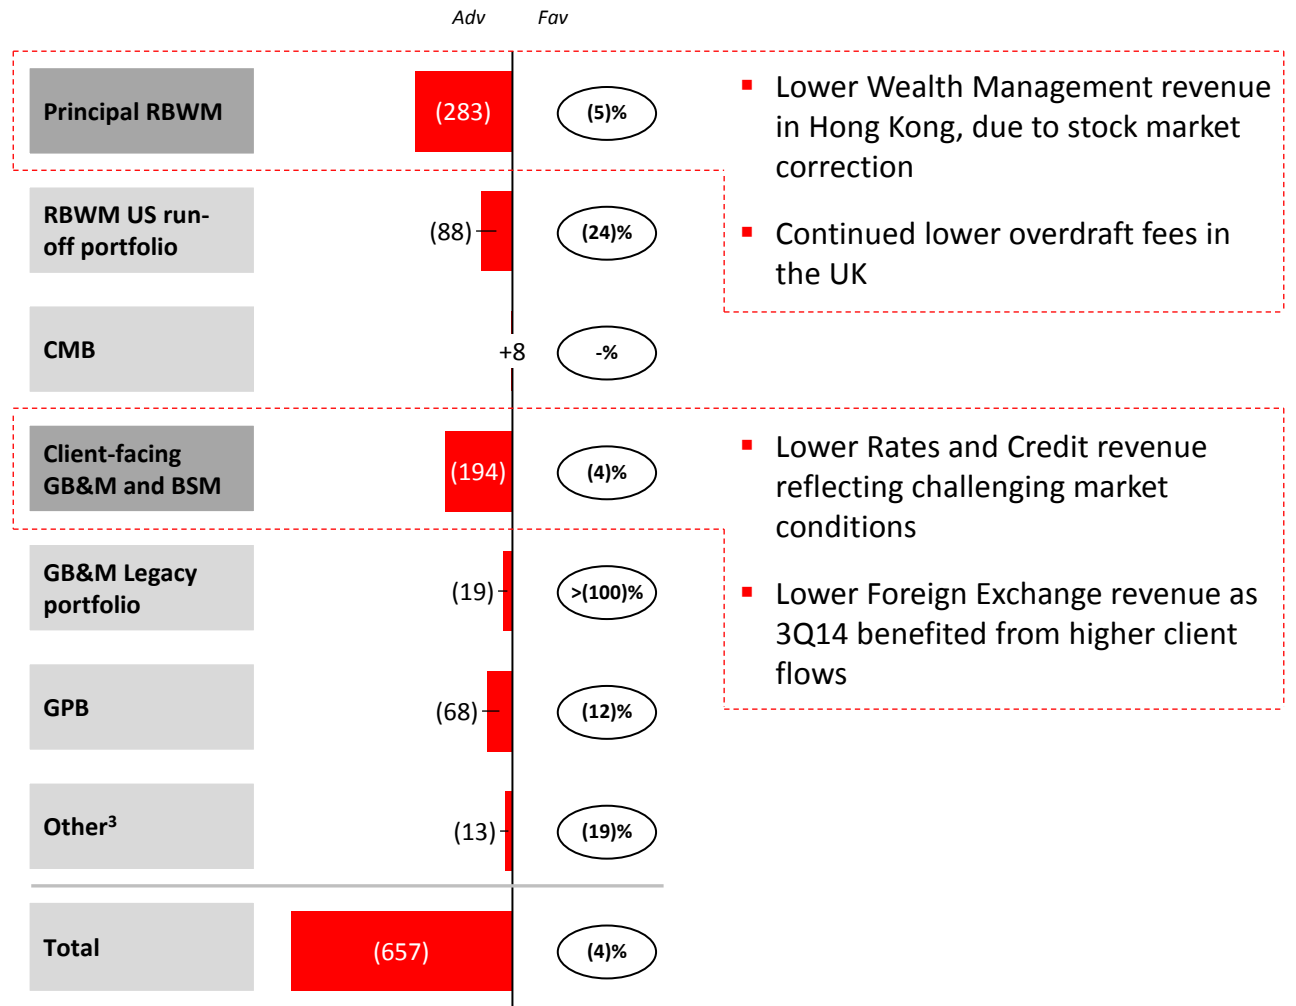 Adv Fav
Principal RBWM (283) (5)%
▪ Lower Wealth Management revenue
in Hong Kong, due to stock market
correction
▪ Continued lower overdraft fees in
the UK
RBWM US run-
off portfolio (88) (24)%
CMB +8 -%
Client-facing
GB&M and BSM (194) (4)%
▪ Lower Rates and Credit revenue
reflecting challenging market
conditions
▪ Lower Foreign Exchange revenue as
3Q14 benefited from higher client
flows
GB&M Legacy
portfolio (19) >(100)%
GPB (68) (12)%
Other³ (13) (19)%
Total (657) (4)%